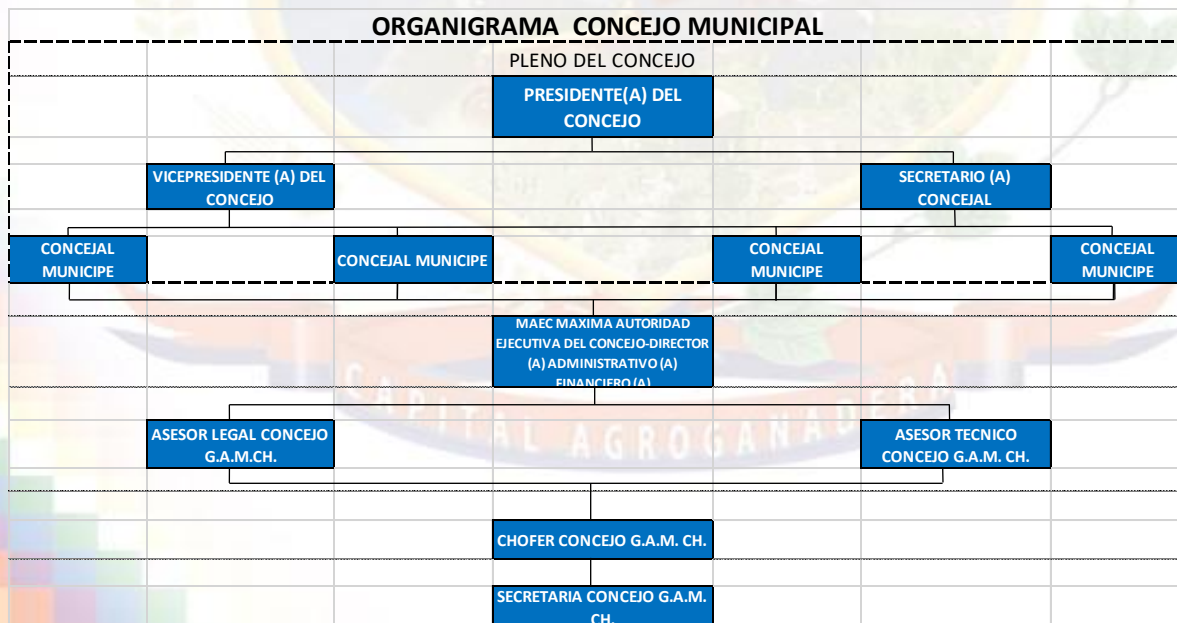 ORGANIGRAMA CONCEJO MUNICIPAL
PLENO DEL CONCEJO
PRESIDENTE(A) DEL
CONCEJO
VICEPRESIDENTE (A) DEL
CONCEJO
SECRETARIO (A)
CONCEJAL
CONCEJAL
MUNICIPE
CONCEJAL MUNICIPE
CONCEJAL
MUNICIPE
CONCEJAL
MUNICIPE
MAEC MAXIMA AUTORIDAD
EJECUTIVA DEL CONCEJO-DIRECTOR
(A) ADMINISTRATIVO (A)
FINANCIERO (A)
CAPITAL AGROGANADERA
ASESOR LEGAL CONCEJO
G.A.M.CH.
ASESOR TECNICO
CONCEJO G.A.M. CH.
CHOFER CONCEJO G.A.M. CH.
SECRETARIA CONCEJO G.A.M.
CH.